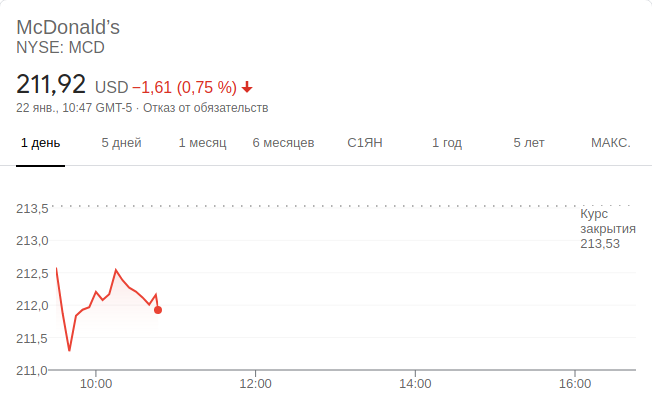 McDonald's
NYSE: MCD
211,92 USD −1,61 (0,75 %)
22 янв., 10:47 GMT-5 · Отказ от обязательств
1 день 5 дней 1 месяц 6 месяцев С1ЯН 1 год 5 лет МАКС.
213,5
Курс
закрытия
213,53
213,0
212,5
212,0
211,5
211,0
10:00 12:00 14:00 16:00